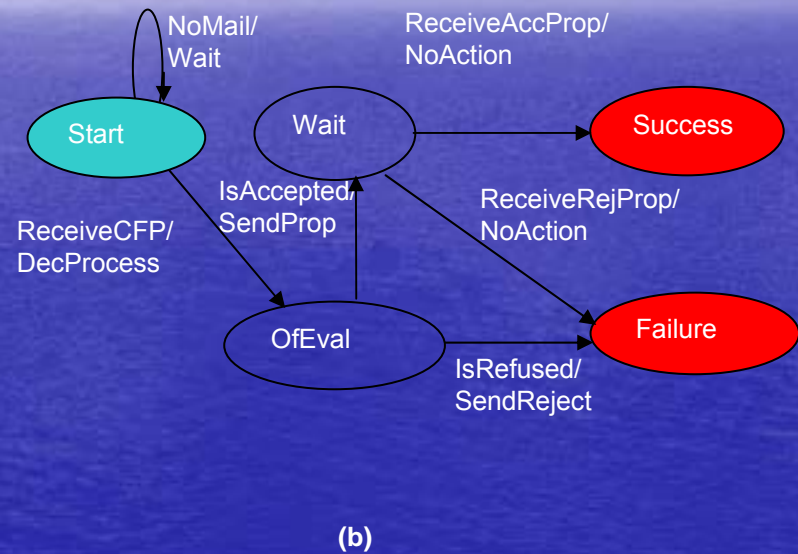 NoMail/
Wait
ReceiveAccProp/
NoAction
Start
Wait
Success
IsAccepted/
SendProp
ReceiveRejProp/
NoAction
ReceiveCFP/
DecProcess
OfEval
Failure
IsRefused/
SendReject
(b)